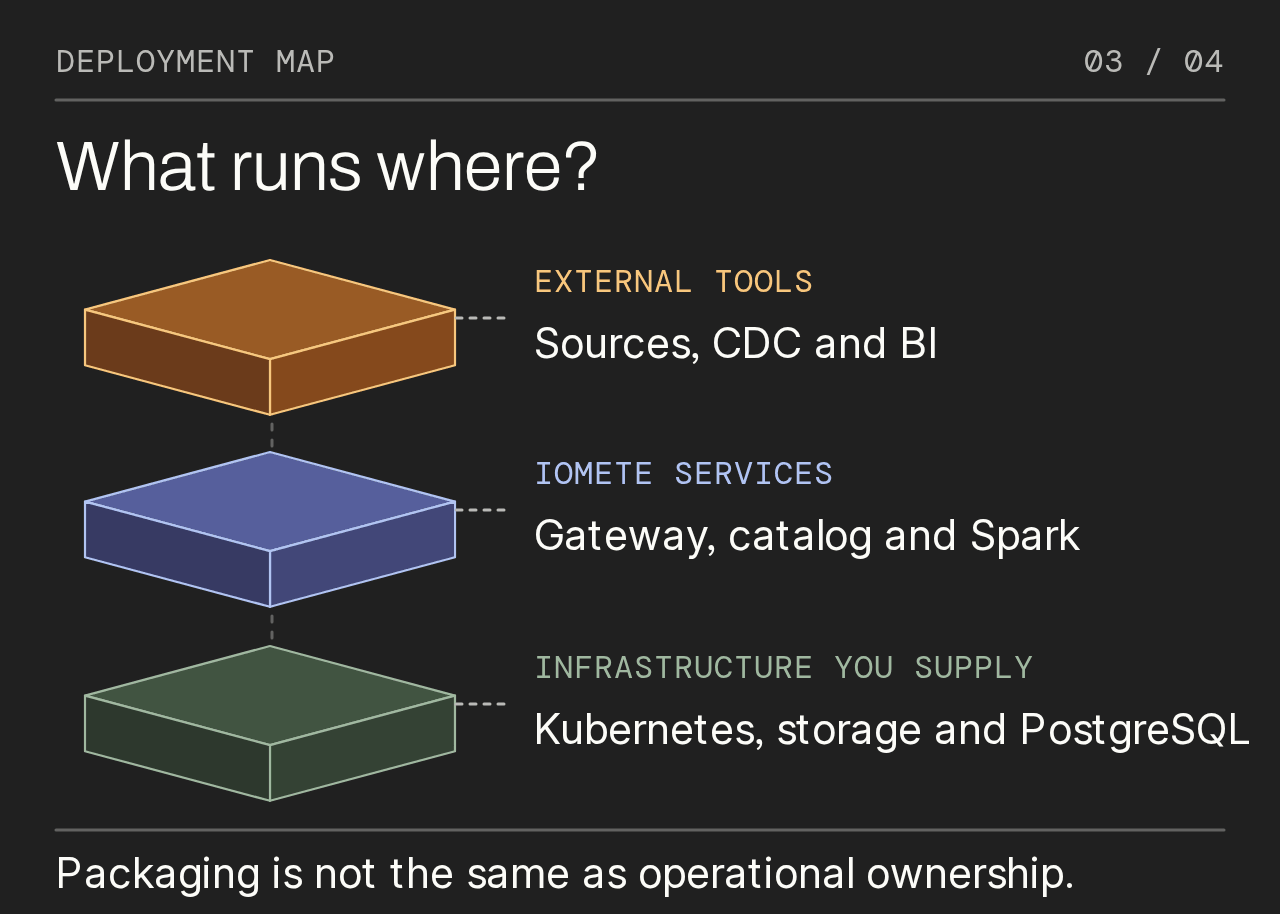 DEPLOYMENT MAP
03 / 04
What runs where?
EXTERNAL TOOLS
Sources, CDC and BI
IOMETE SERVICES
Gateway, catalog and Spark
INFRASTRUCTURE YOU SUPPLY
Kubernetes, storage and PostgreSQL
Packaging is not the same as operational ownership.